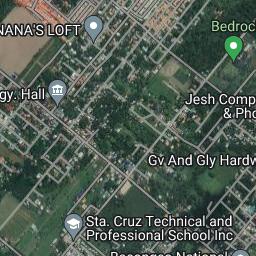 Bedroc
NANA'S LOFT
gy. Hall
Jesh Comp
& Pho
Gv And Gly Hardw
Sta. Cruz Technical and
Professional School Inc
National